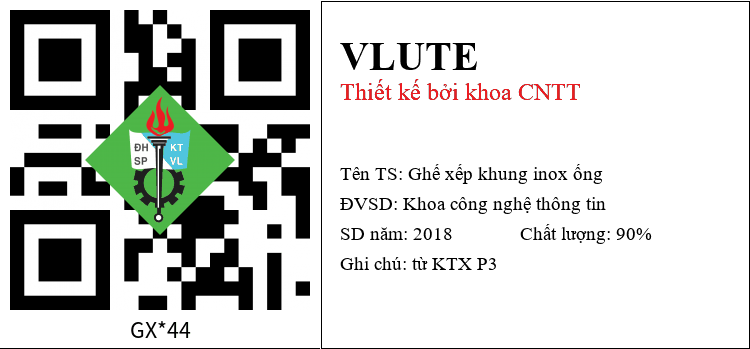 ĐH KT
SP VL
GX*44
VLUTE
Thiết kế bởi khoa CNTT
Tên TS: Ghế xếp khung inox ống
ĐVSD: Khoa công nghệ thông tin
SD năm: 2018 Chất lượng: 90%
Ghi chú: từ KTX P3